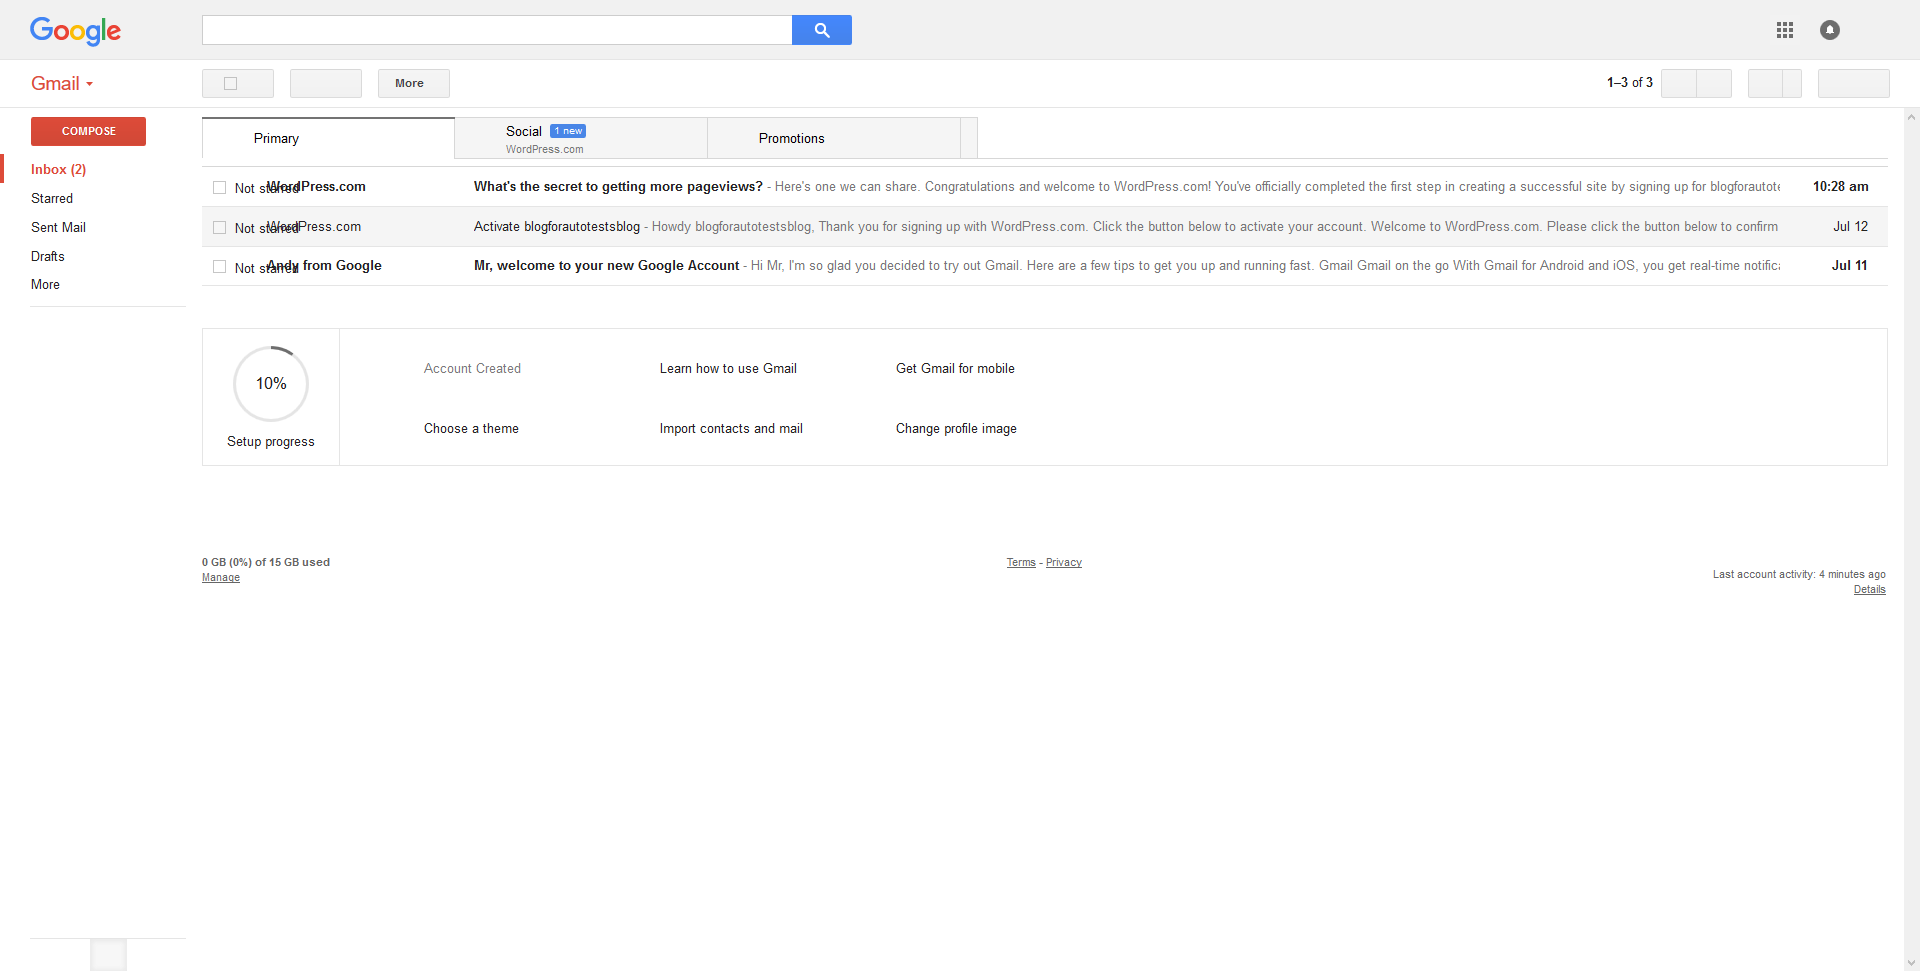 Google
Gmail
More
1–3 of 3
COMPOSE
Inbox (2)
Starred
Sent Mail
Drafts
More
Primary
Social 1 new
WordPress.com
Promotions
Not starred WordPress.com What's the secret to getting more pageviews? - Here's one we can share. Congratulations and welcome to WordPress.com! You've officially completed the first step in creating a successful site by signing up for blogforautote 10:28 am
Not starred WordPress.com Activate blogforautotestsblog - Howdy blogforautotestsblog, Thank you for signing up with WordPress.com. Click the button below to activate your account. Welcome to WordPress.com. Please click the button below to confirm Jul 12
Not starred Andy from Google Mr, welcome to your new Google Account - Hi Mr, I'm so glad you decided to try out Gmail. Here are a few tips to get you up and running fast. Gmail Gmail on the go With Gmail for Android and iOS, you get real-time notifica Jul 11
10%
Setup progress
Account Created
Learn how to use Gmail
Get Gmail for mobile
Choose a theme
Import contacts and mail
Change profile image
0 GB (0%) of 15 GB used
Manage
Terms - Privacy
Last account activity: 4 minutes ago
Details